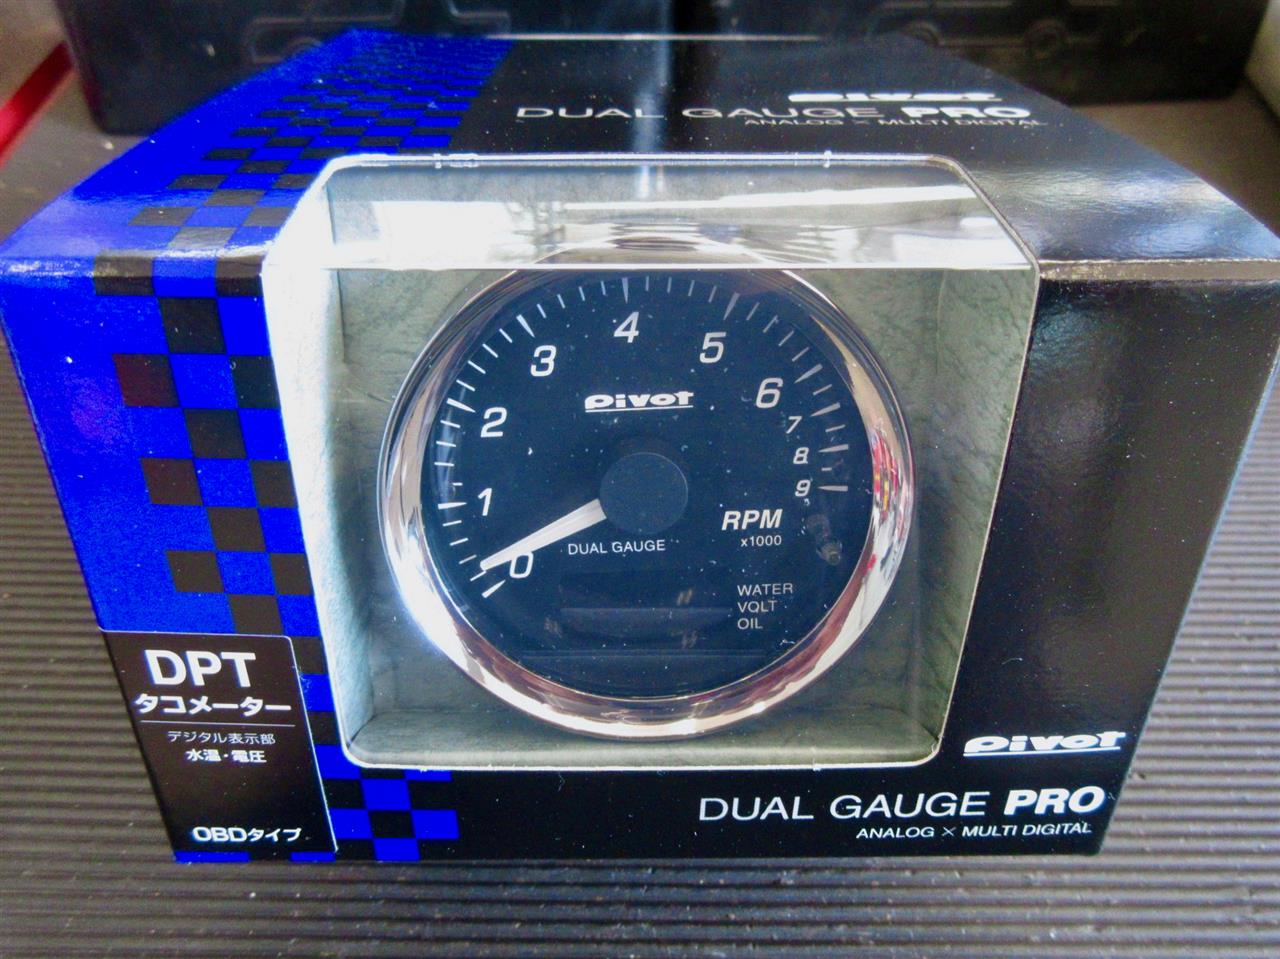 pivot
DUAL GAUGE PRO
ANALOG × MULTI DIGITAL
4
3
5
2
6
pivot
7
8
1
9
RPM
x1000
DUAL GAUGE
0
WATER
VOLT
OIL
DPT
タコメーター
デジタル表示部
水温・電圧
OBDタイプ
pivot
DUAL GAUGE PRO
ANALOG × MULTI DIGITAL